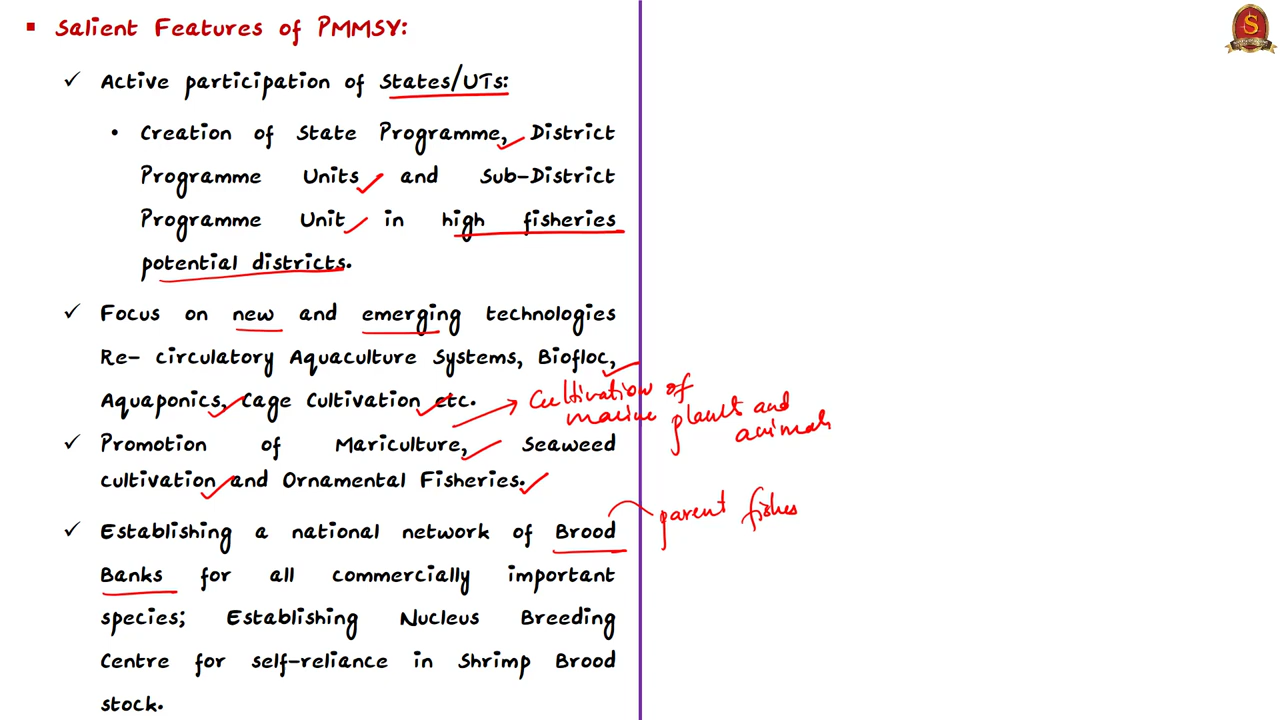 Salient Features of PMMSY:
Active participation of States/UTs:
Creation of State Programme, District
Programme Units and Sub-District
Programme Unit in high fisheries
potential districts.
Focus on new and emerging technologies
Re- circulatory Aquaculture Systems, Biofloc,
Aquaponics, Cage Cultivation etc.
Cultivation of
marine plants and
animals
Promotion of Mariculture, Seaweed
cultivation and Ornamental Fisheries.
Establishing a national network of Brood
parent fishes
Banks for all commercially important
species; Establishing Nucleus Breeding
Centre for self-reliance in Shrimp Brood
stock.
S